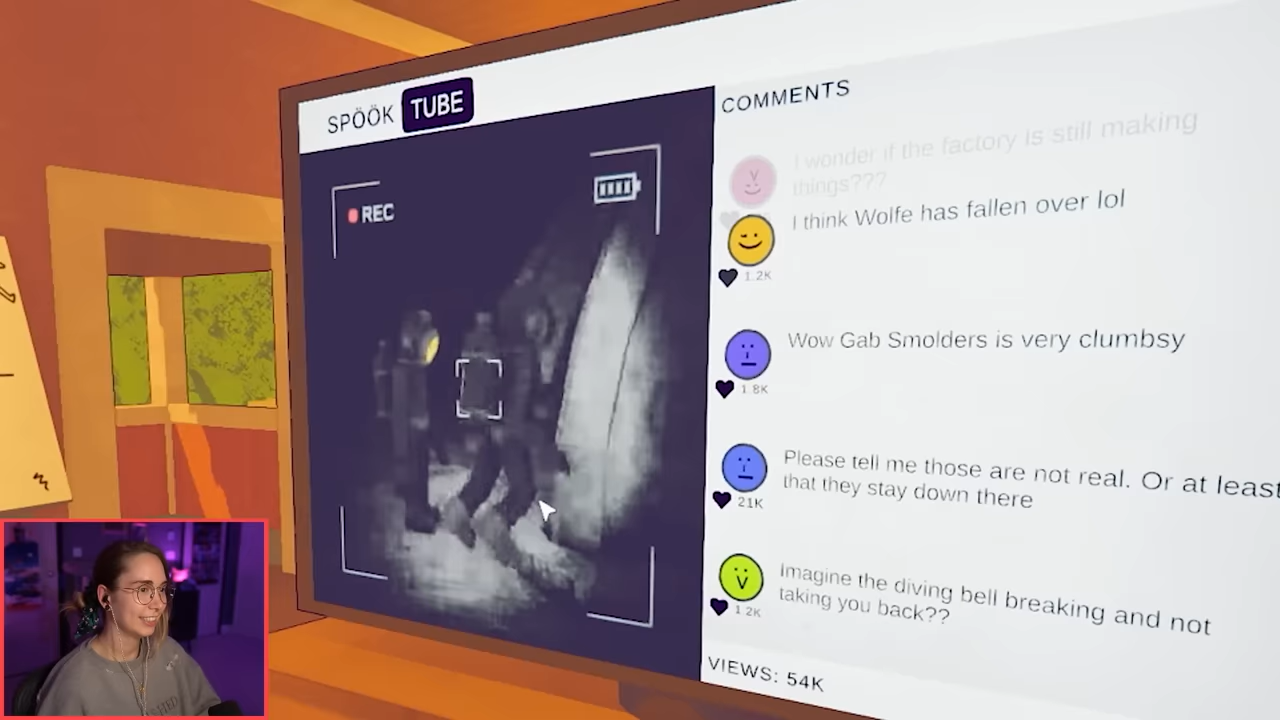 SPÖÖK TUBE
REC
COMMENTS
I wonder if the factory is still making
things???
I think Wolfe has fallen over lol
1.2K
Wow Gab Smolders is very clumbsy
1.8K
Please tell me those are not real. Or at least
that they stay down there
21K
Imagine the diving bell breaking and not
taking you back??
1.2K
VIEWS: 54K